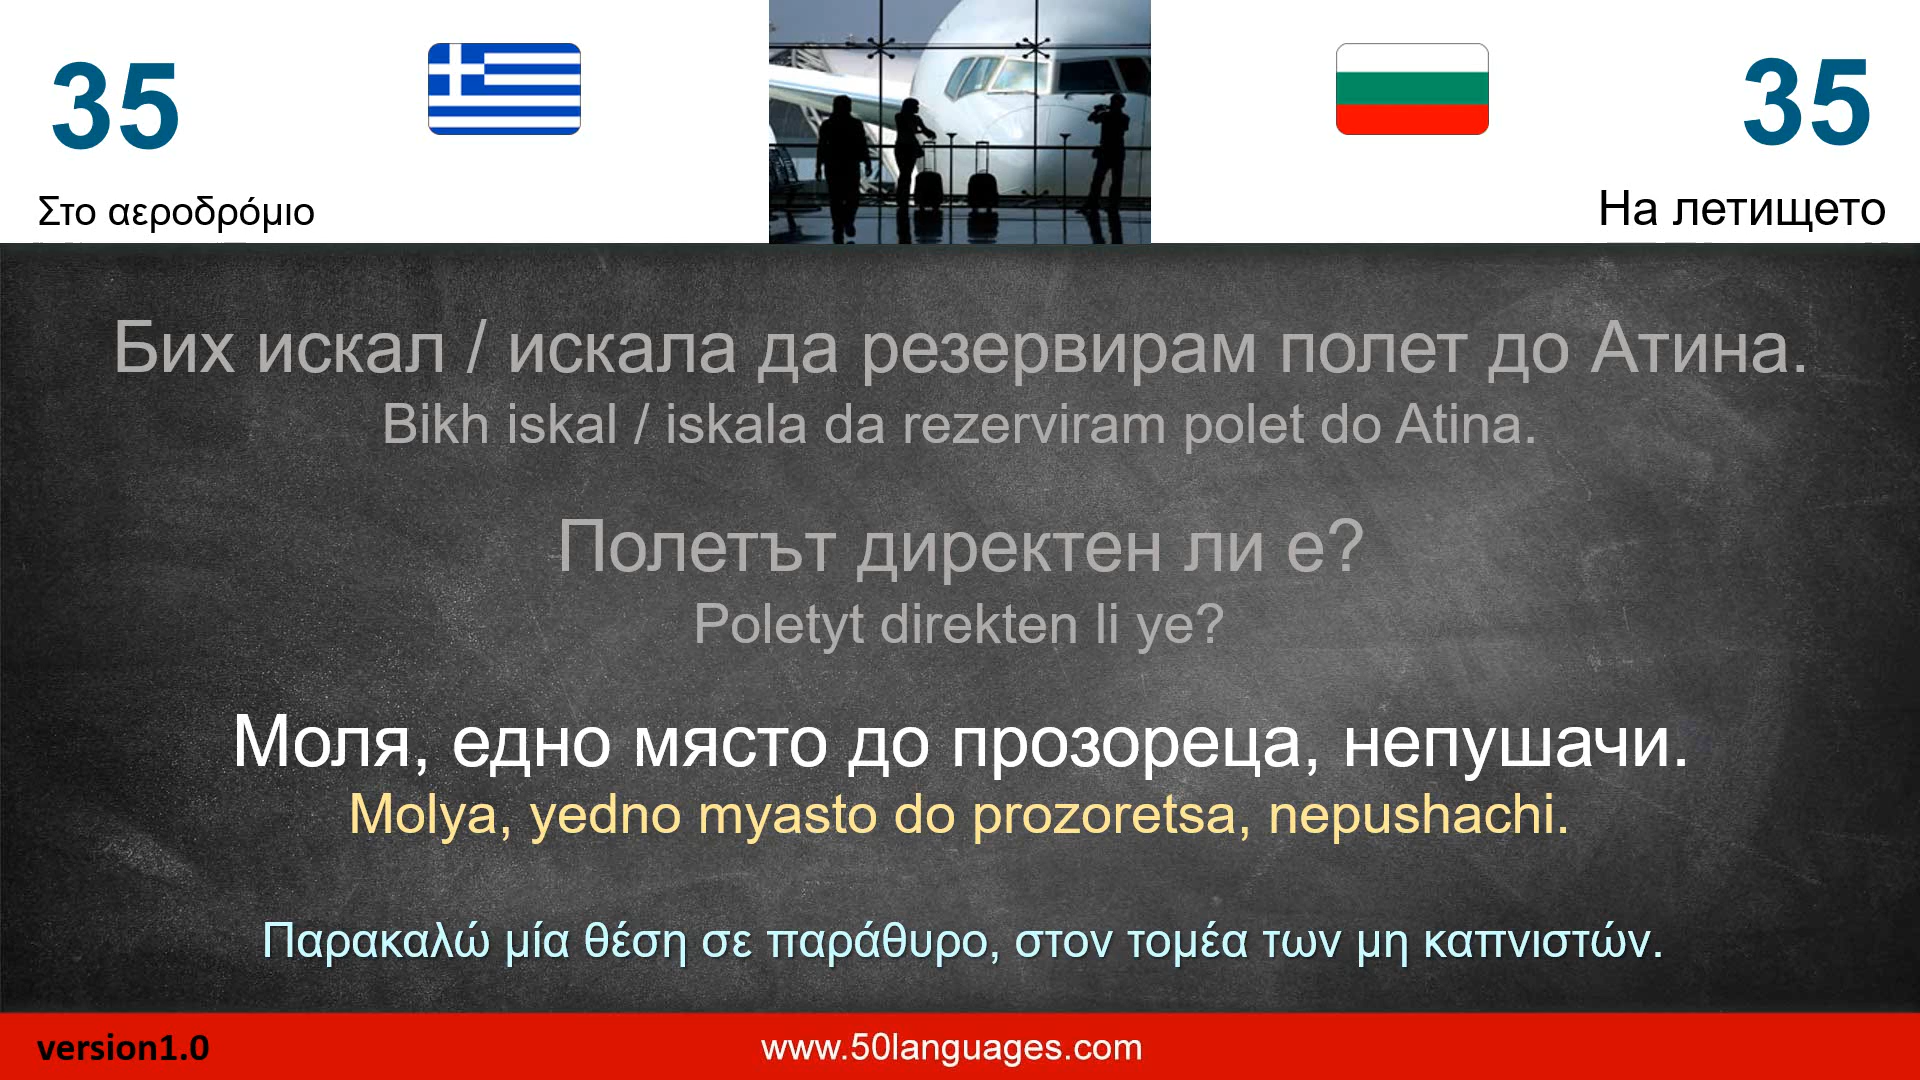 35
35
Στο αεροδρόμιο
На летището
Бих искал / искала да резервирам полет до Атина.
Bikh iskal / iskala da rezerviram polet do Atina.
Полетът директен ли е?
Poletyt direkten li ye?
Моля, едно място до прозореца, непушачи.
Molya, yedno myasto do prozoretsa, nepushachi.
Παρακαλώ μία θέση σε παράθυρο, στον τομέα των μη καπνιστών.
version1.0
www.50languages.com